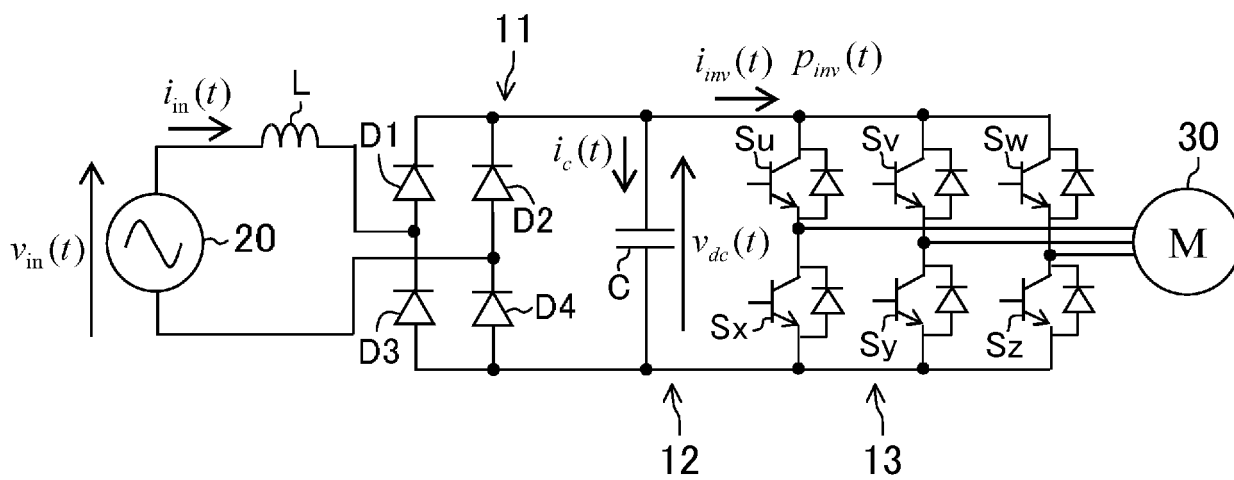 11
i_in(t)
L
i_inv(t) p_inv(t)
D1
i_c(t)
Su
Sv
Sw
30
D2
v_in(t)
20
v_dc(t)
M
C
D3
D4
Sx
Sy
Sz
12
13